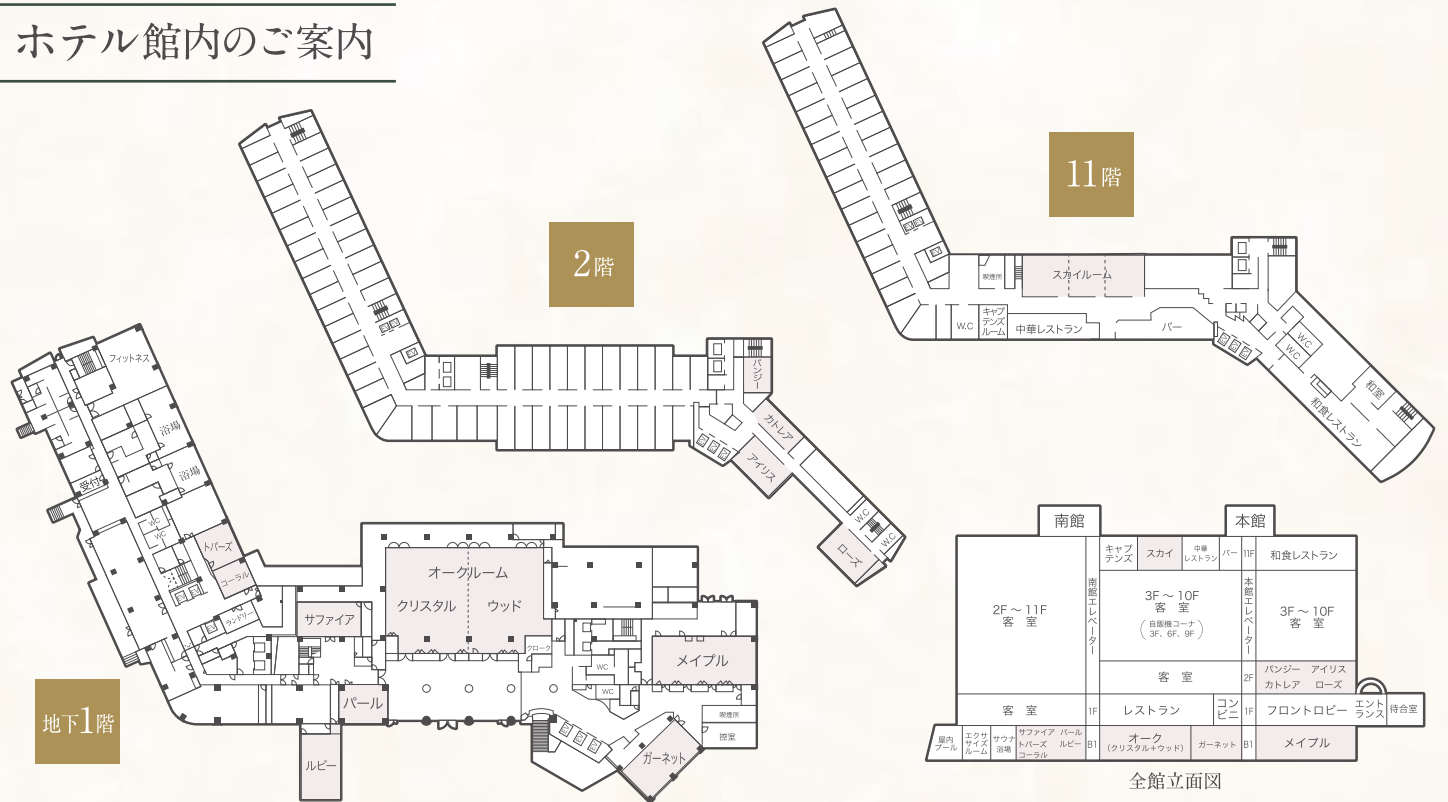 ホテル館内のご案内
11階
喫煙所
スカイルーム
W.C
キャプ
テンズ
ルーム
中華レストラン
バー
W.C
W.C
和室
和食レストラン
2階
パンジー
カトレア
アイリス
W.C
W.C
ローズ
地下1階
フィットネス
浴場
浴場
受付
WC
WC
トパーズ
コーラル
ランドリー
サファイア
オークルーム
クリスタル ウッド
クローク
WC
WC
メイプル
パール
喫煙所
控室
ガーネット
ルビー
南館
本館
キャプ
テンズ
スカイ
中華
レストラン
バー
11F
和食レストラン
南館エレベーター
本館エレベーター
2F～11F
客室
3F～10F
客 室
(自販機コーナ
3F、6F、9F)
3F～10F
客室
客 室
2F
パンジー アイリス
カトレア ローズ
客 室
1F
レストラン
コン
ビニ
1F
フロントロビー
エント
ランス
待合室
屋内
プール
エクサ
サイズ
ルーム
サウナ
浴場
サファイア パール
トパーズ ルビー
コーラル
B1
オーク
(クリスタル+ウッド)
ガーネット
B1
メイプル
全館立面図